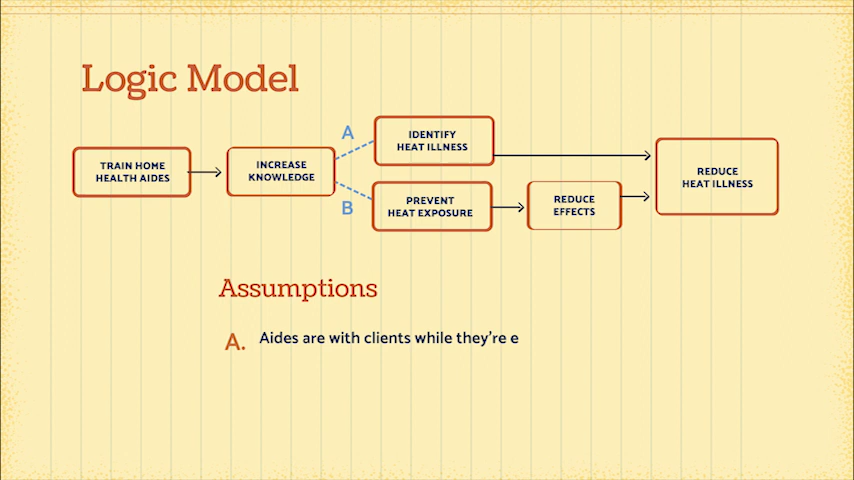 Logic Model
TRAIN HOME
HEALTH AIDES
INCREASE
KNOWLEDGE
A
B
IDENTIFY
HEAT ILLNESS
PREVENT
HEAT EXPOSURE
REDUCE
EFFECTS
REDUCE
HEAT ILLNESS
Assumptions
A. Aides are with clients while they're e